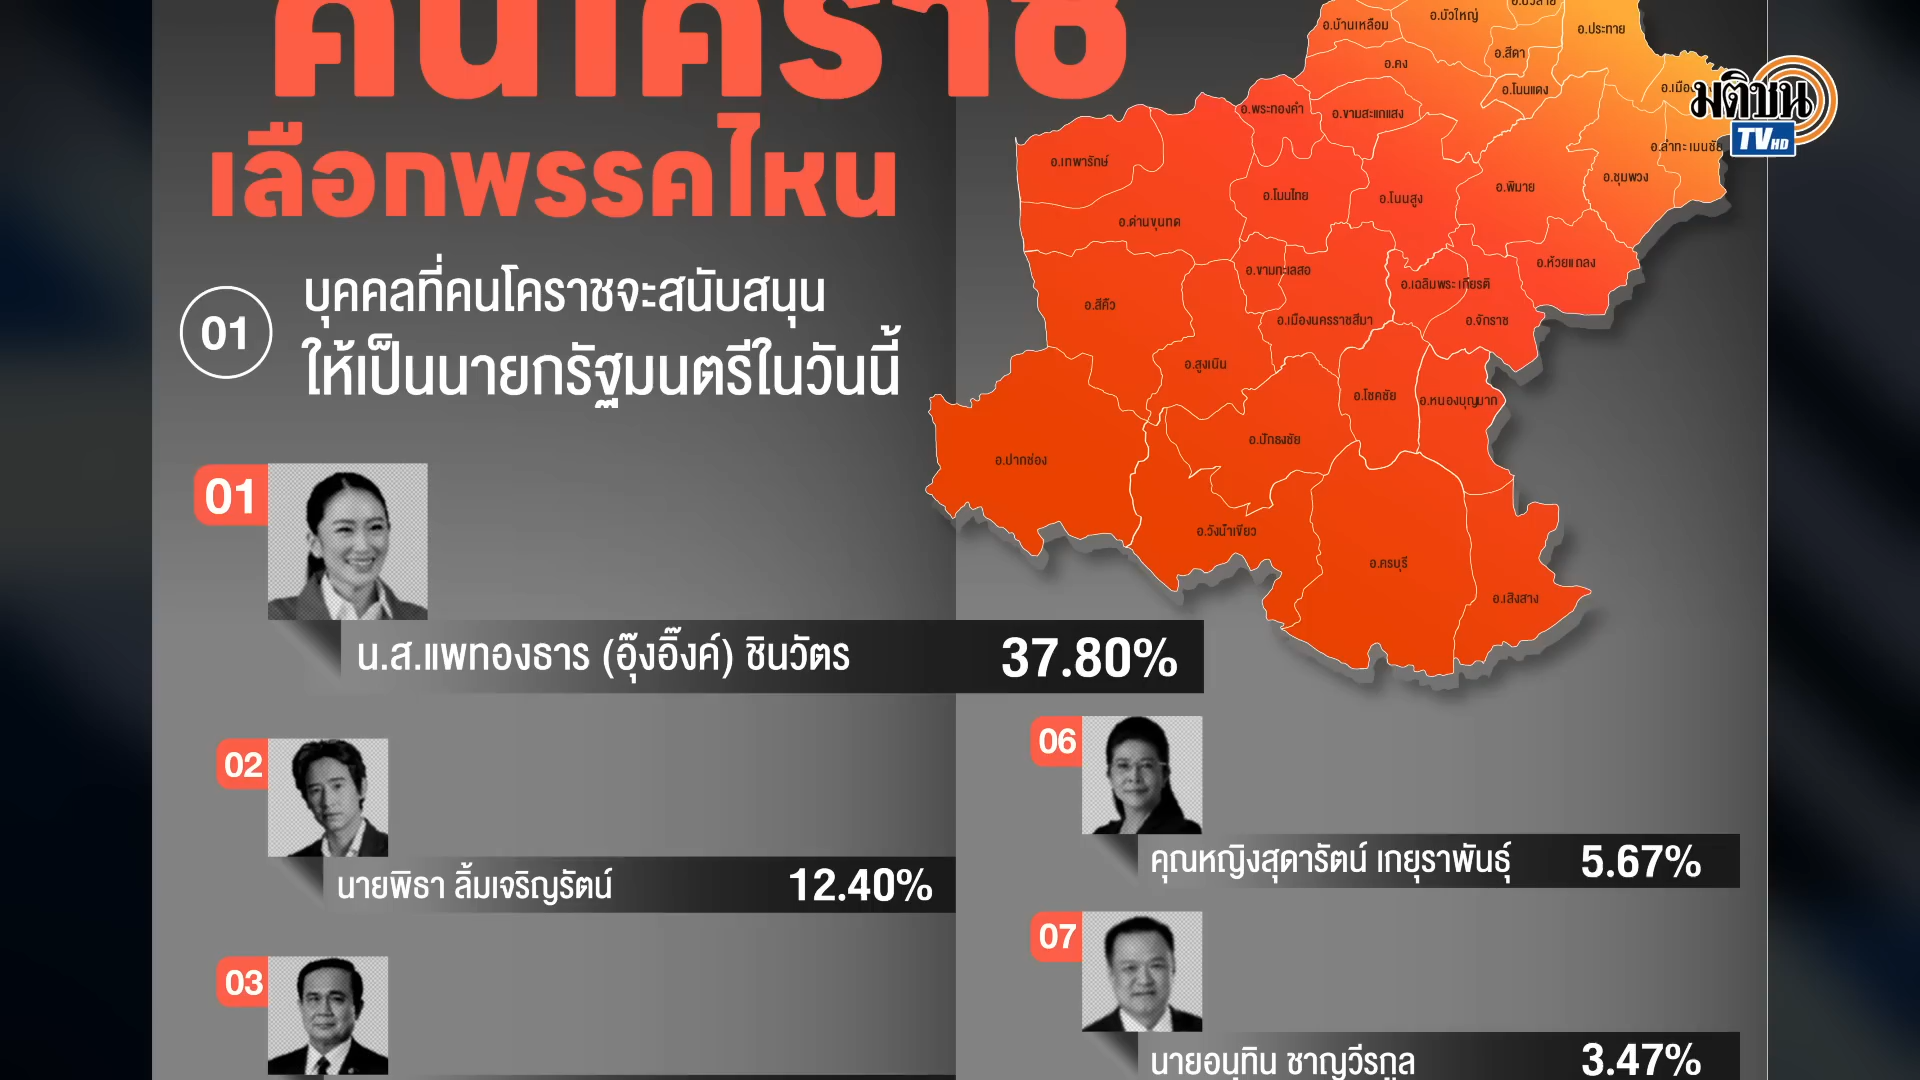 คนโคราช
เลือกพรรคไหน
01
บุคคลที่คนโคราชจะสนับสนุน
ให้เป็นนายกรัฐมนตรีในวันนี้
01
น.ส.แพทองธาร (อุ๊งอิ๊งค์) ชินวัตร
37.80%
02
นายพิธา ลิ้มเจริญรัตน์
12.40%
03
06
คุณหญิงสุดารัตน์ เกยุราพันธุ์
5.67%
07
นายอนุทิน ชาญวีรกูล
3.47%
อ.บ้านเหลื่อม
อ.บัวใหญ่
อ.ประทาย
อ.สีดา
อ.คง
อ.โนนแดง
อ.พระทองคำ
อ.ขามสะแกแสง
อ.เทพารักษ์
อ.ลำทะเมนชัย
อ.ชุมพวง
อ.พิมาย
อ.โนนไทย
อ.โนนสูง
อ.ด่านขุนทด
อ.ห้วยแถลง
อ.ขามทะเลสอ
อ.เฉลิมพระเกียรติ
อ.สีคิ้ว
อ.เมืองนครราชสีมา
อ.จักราช
อ.สูงเนิน
อ.โชคชัย
อ.หนองบุญมาก
อ.ปักธงชัย
อ.ปากช่อง
อ.วังน้ำเขียว
อ.ครบุรี
อ.เสิงสาง
มติชน
TV HD